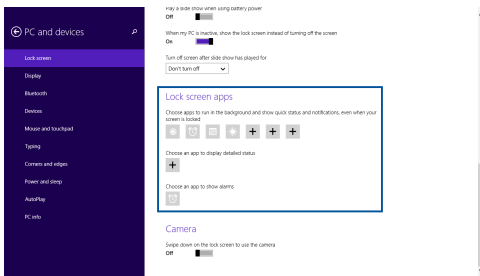 Play a slide show when using battery power
Off
When my PC is inactive, show the lock screen instead of turning off the screen
On
Turn off screen after slide show has played for
Don't turn off
PC and devices
Lock screen
Display
Bluetooth
Devices
Mouse and touchpad
Typing
Corners and edges
Power and sleep
AutoPlay
PC info
Lock screen apps
Choose apps to run in the background and show quick status and notifications, even when your
screen is locked
Choose an app to display detailed status
Choose an app to show alarms
Camera
Swipe down on the lock screen to use the camera
Off